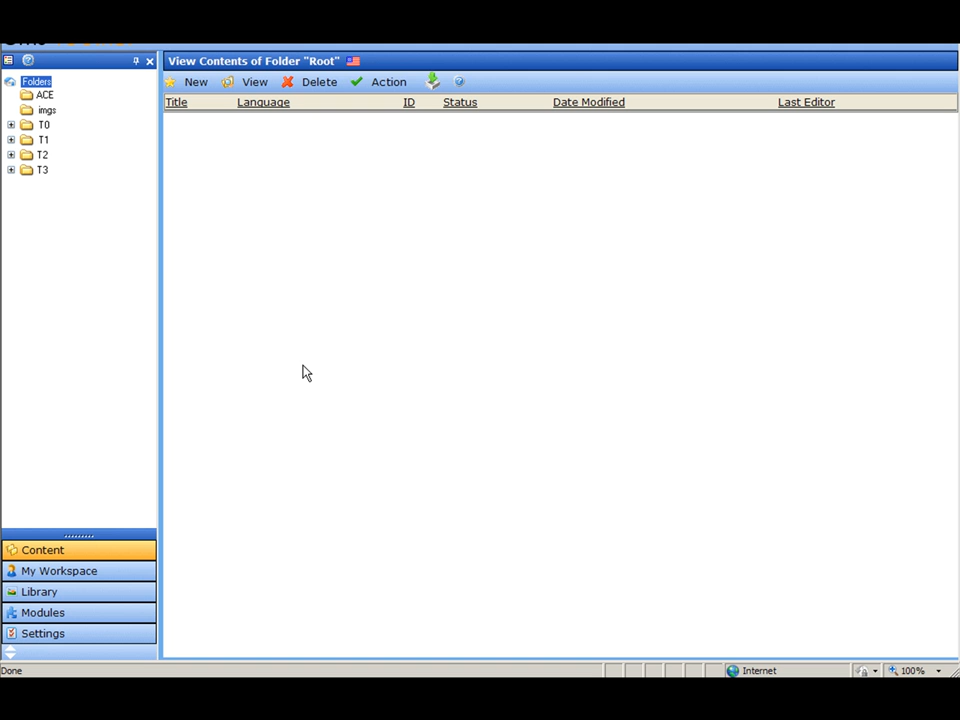 View Contents of Folder "Root"
New View Delete Action
Title Language ID Status Date Modified Last Editor
Folders
ACE
imgs
T0
T1
T2
T3
Content
My Workspace
Library
Modules
Settings
Done Internet 100%